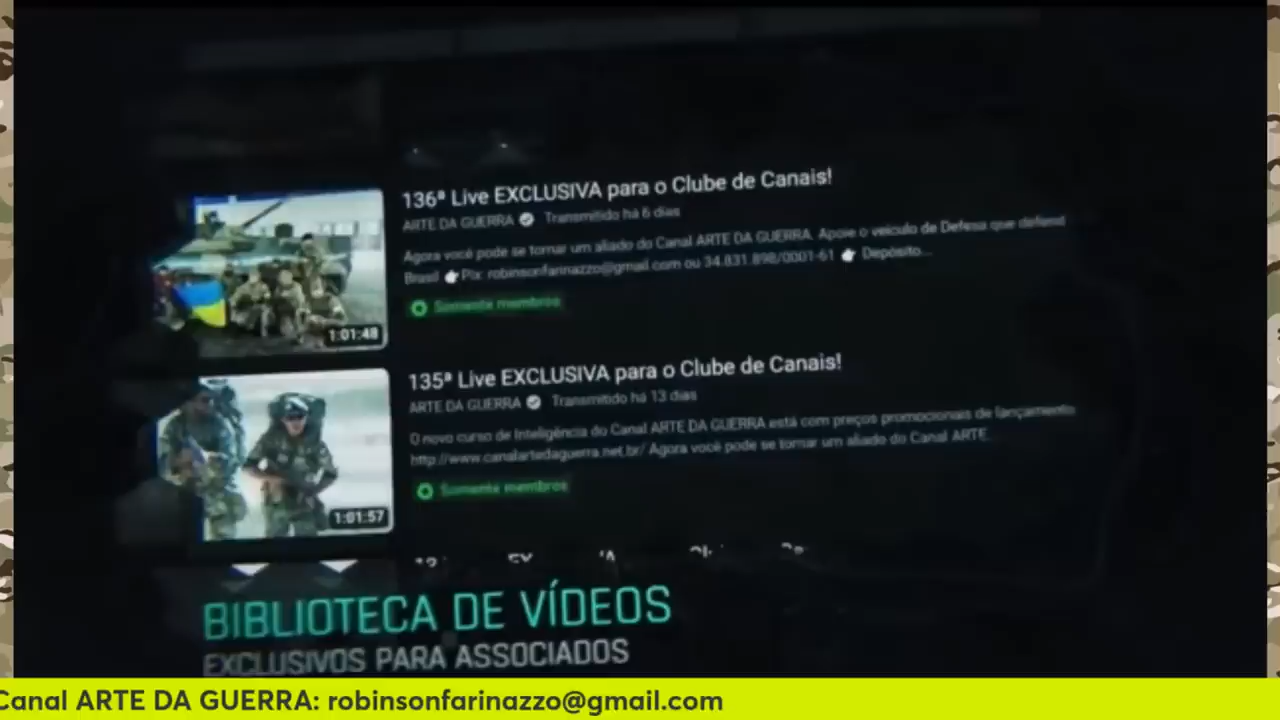 136ª Live EXCLUSIVA para o Clube de Canais!
ARTE DA GUERRA Transmitido há 6 dias
Agora você pode se tornar um aliado do Canal ARTE DA GUERRA. Apoie o veículo de Defesa que defend
Brasil Pix: robinsonfarinazzo@gmail.com ou 34.831.898/0001-61 Depósito...
Somente membros
1:01:48
135ª Live EXCLUSIVA para o Clube de Canais!
ARTE DA GUERRA Transmitido há 13 dias
O novo curso de Inteligência do Canal ARTE DA GUERRA está com preços promocionais de lançamento
http://www.canalartedaguerra.net.br/ Agora você pode se tornar um aliado do Canal ARTE...
Somente membros
1:01:57
BIBLIOTECA DE VÍDEOS
EXCLUSIVOS PARA ASSOCIADOS
Canal ARTE DA GUERRA: robinsonfarinazzo@gmail.com